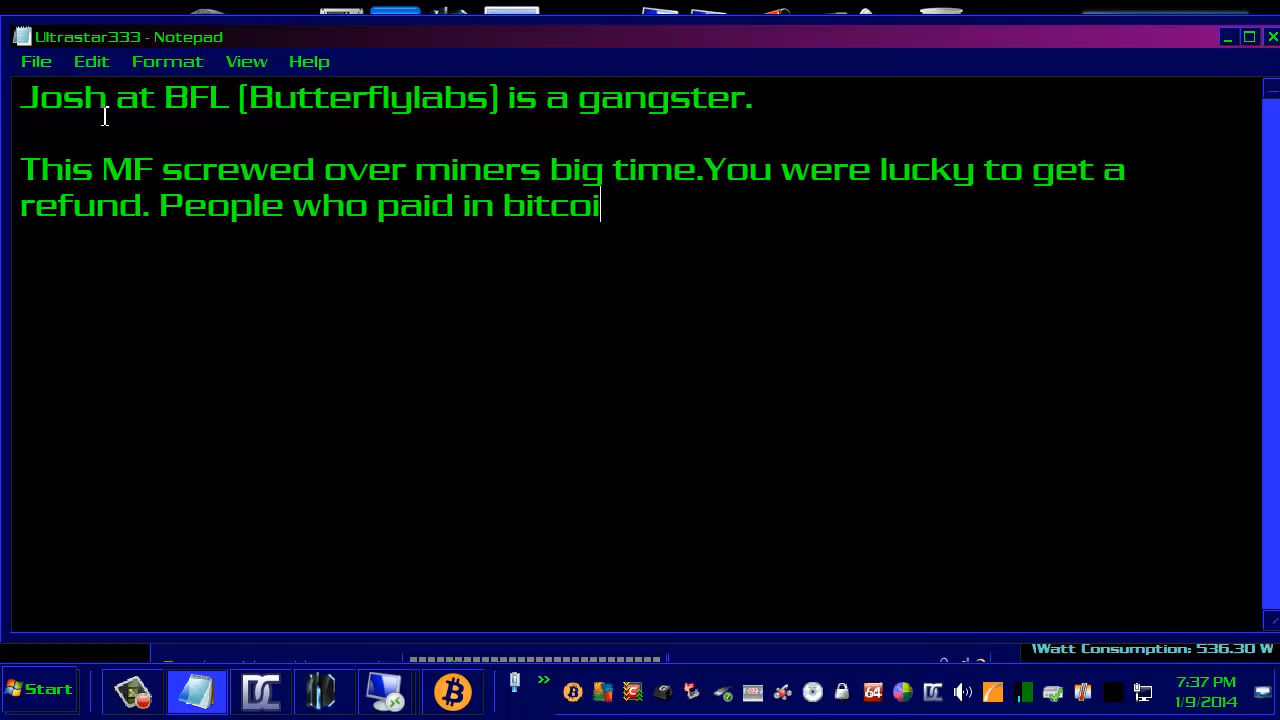 Ultrastar333 - Notepad
File Edit Format View Help
Josh at BFL (Butterflylabs) is a gangster.
This MF screwed over miners big time.You were lucky to get a
refund. People who paid in bitcoi
Watt Consumption: 536.30 W
Start
64
7:37 PM
1/9/2014